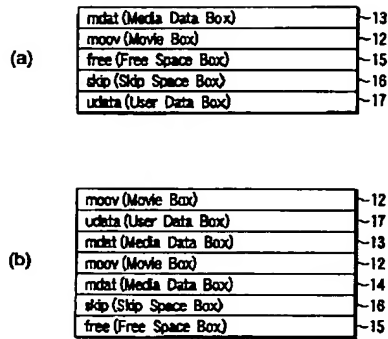 (a)
mdat (Media Data Box) ~13
moov (Movie Box) ~12
free (Free Space Box) ~15
skip (Skip Space Box) ~16
udata (User Data Box) ~17
(b)
moov (Movie Box) ~12
udata (User Data Box) ~17
mdat (Media Data Box) ~13
moov (Movie Box) ~12
mdat (Media Data Box) ~14
skip (Skip Space Box) ~16
free (Free Space Box) ~15